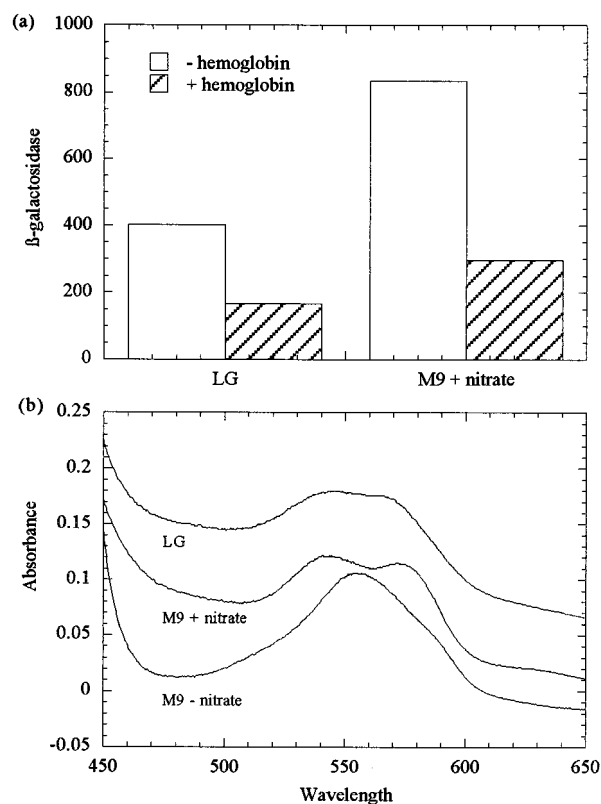 (a)
1000
800
600
400
200
0
ß-galactosidase
- hemoglobin
+ hemoglobin
LG
M9 + nitrate
(b)
0.25
0.2
0.15
0.1
0.05
0
-0.05
Absorbance
LG
M9 + nitrate
M9 - nitrate
450
500
550
600
650
Wavelength